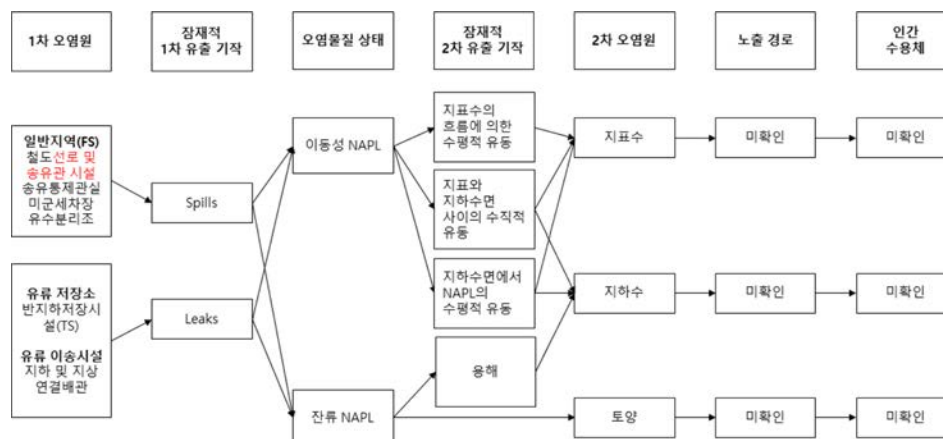 1차 오염원
잠재적
1차 유출 기작
오염물질 상태
잠재적
2차 유출 기작
2차 오염원
노출 경로
인간
수용체
일반지역(FS)
철도선로 및
송유관 시설
송유통제관실
미군세차장
유수분리조
유류 저장소
반지하저장시
설(TS)
유류 이송시설
지하 및 지상
연결배관
Spills
Leaks
이동성 NAPL
잔류 NAPL
지표수의
흐름에 의한
수평적 유동
지표와
지하수면
사이의 수직적
유동
지하수면에서
NAPL의
수평적 유동
용해
지표수
지하수
토양
미확인
미확인
미확인
미확인
미확인
미확인